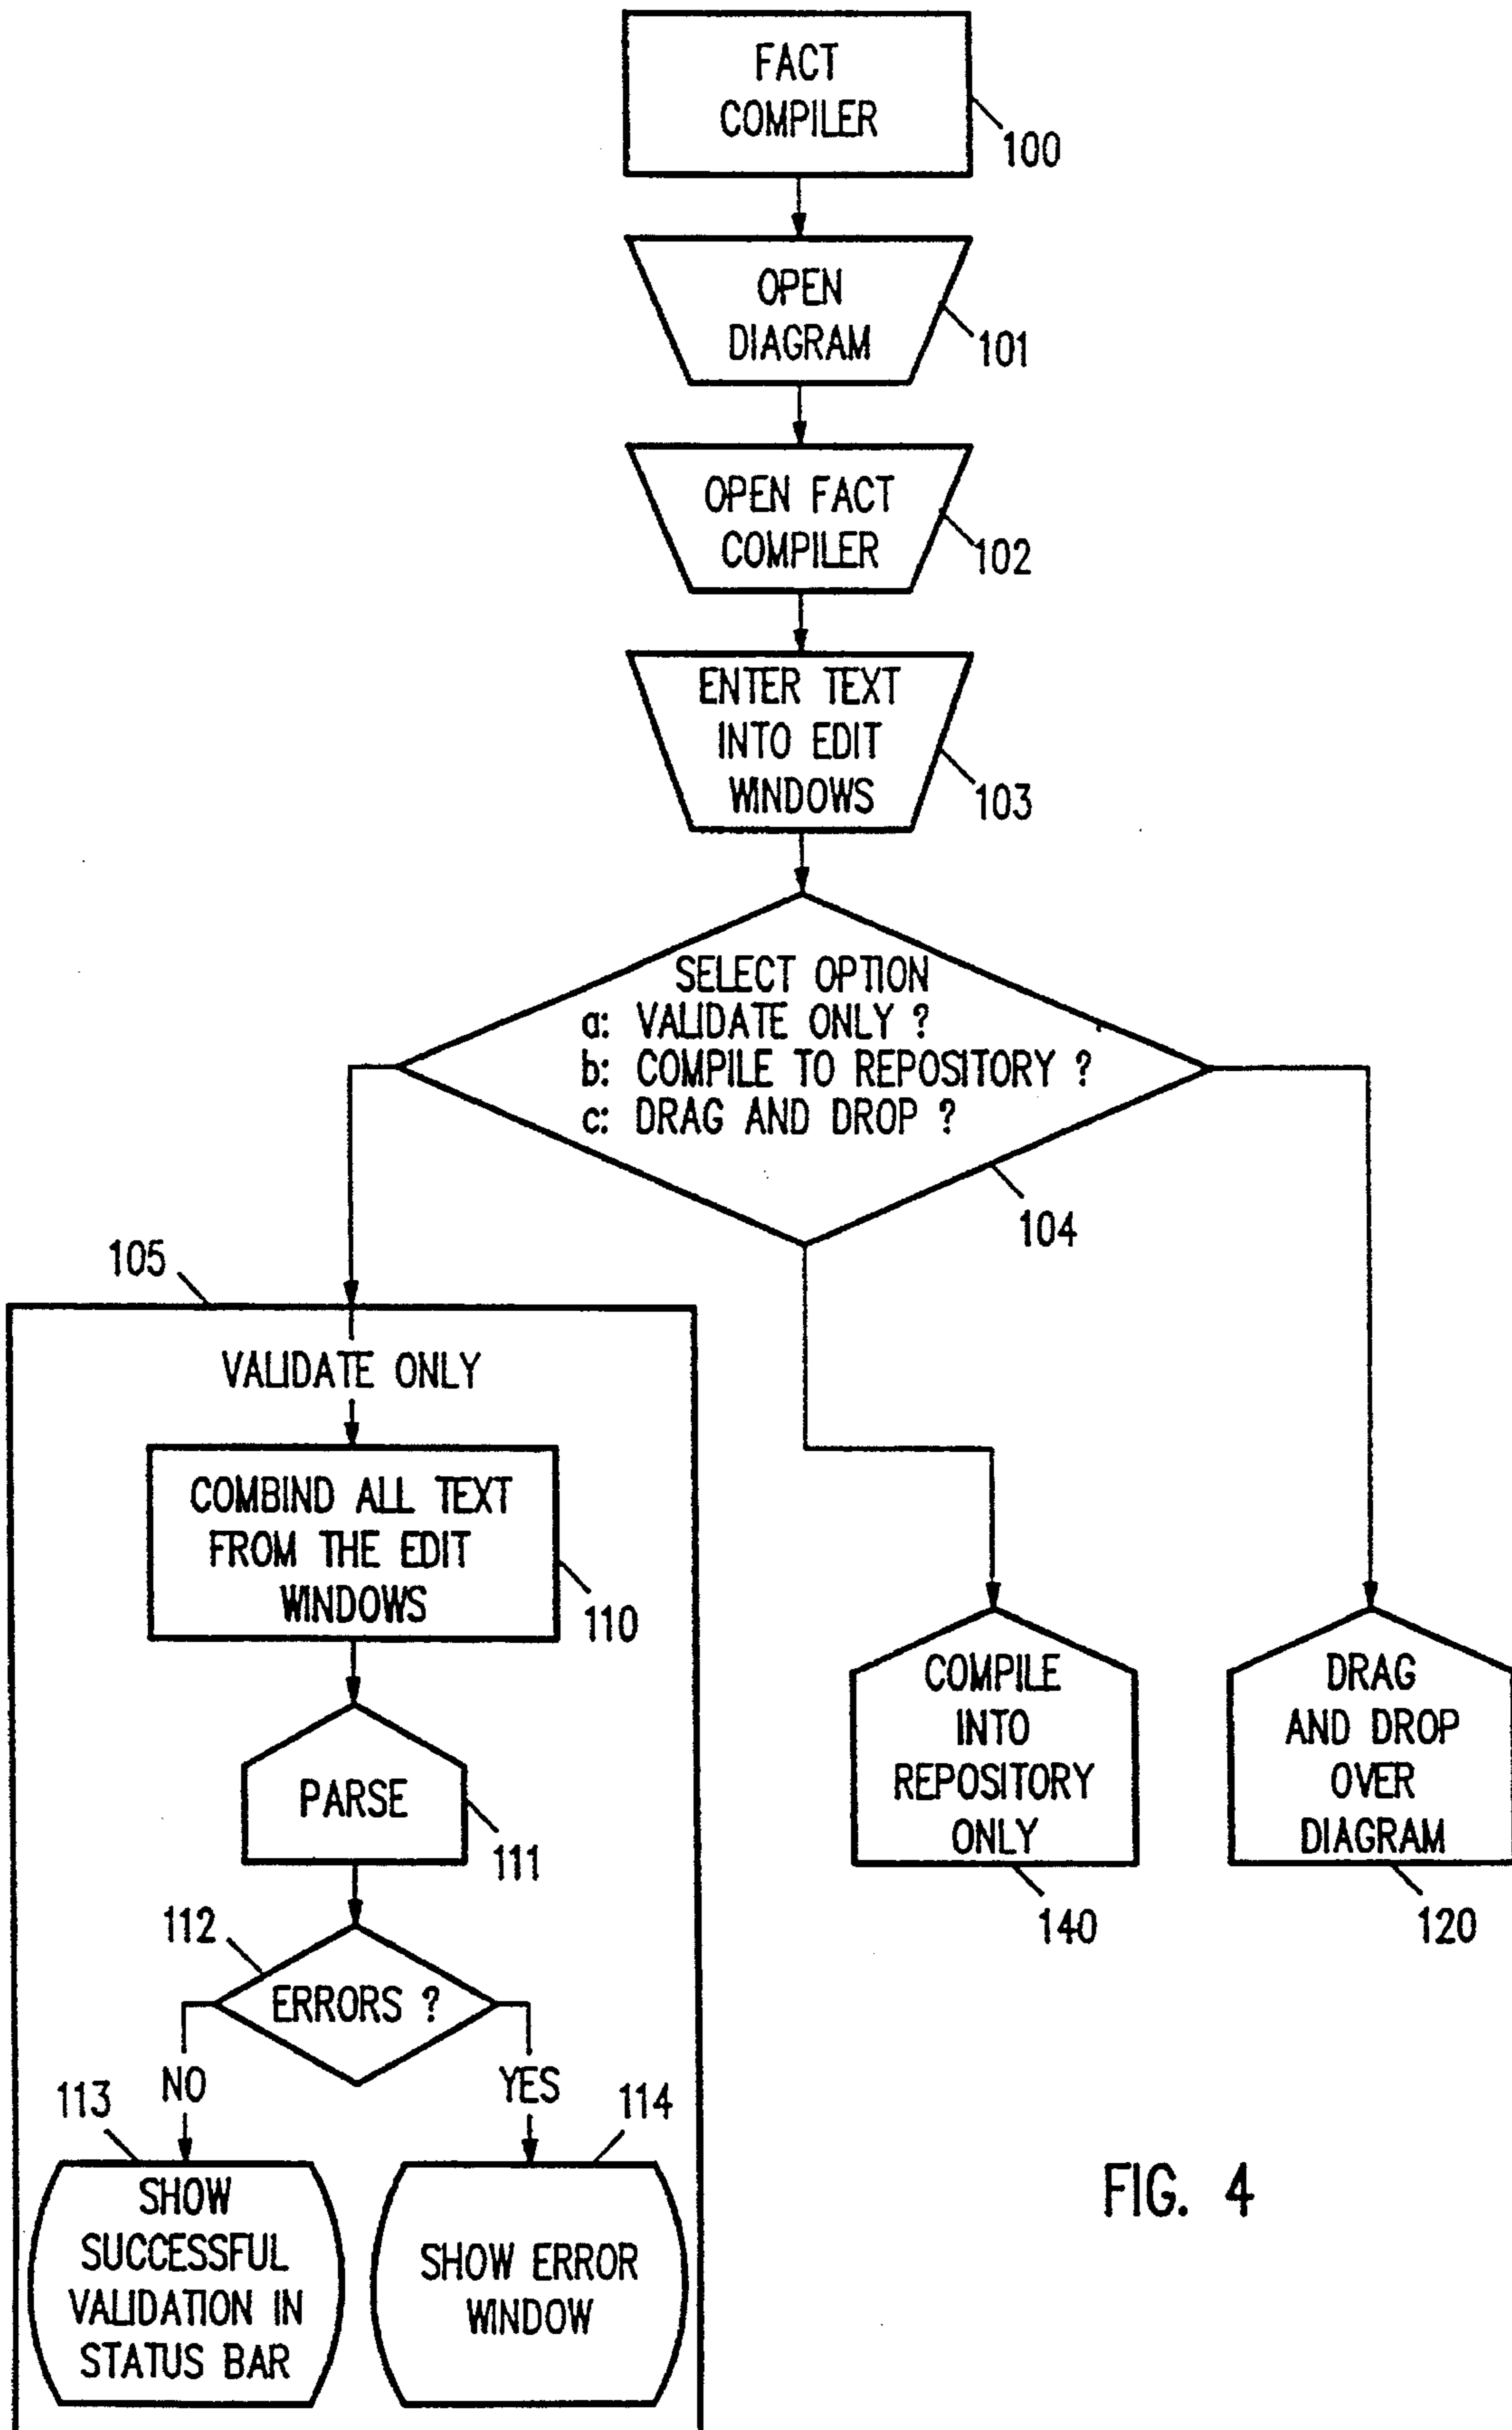 FACT
COMPILER
100
OPEN
DIAGRAM
101
OPEN FACT
COMPILER
102
ENTER TEXT
INTO EDIT
WINDOWS
103
SELECT OPTION
a: VALIDATE ONLY ?
b: COMPILE TO REPOSITORY ?
c: DRAG AND DROP ?
104
105
VALIDATE ONLY
COMBIND ALL TEXT
FROM THE EDIT
WINDOWS
110
PARSE
111
COMPILE
INTO
REPOSITORY
ONLY
140
DRAG
AND DROP
OVER
DIAGRAM
120
112
ERRORS ?
NO
YES
113
114
SHOW
SUCCESSFUL
VALIDATION IN
STATUS BAR
SHOW ERROR
WINDOW
FIG. 4